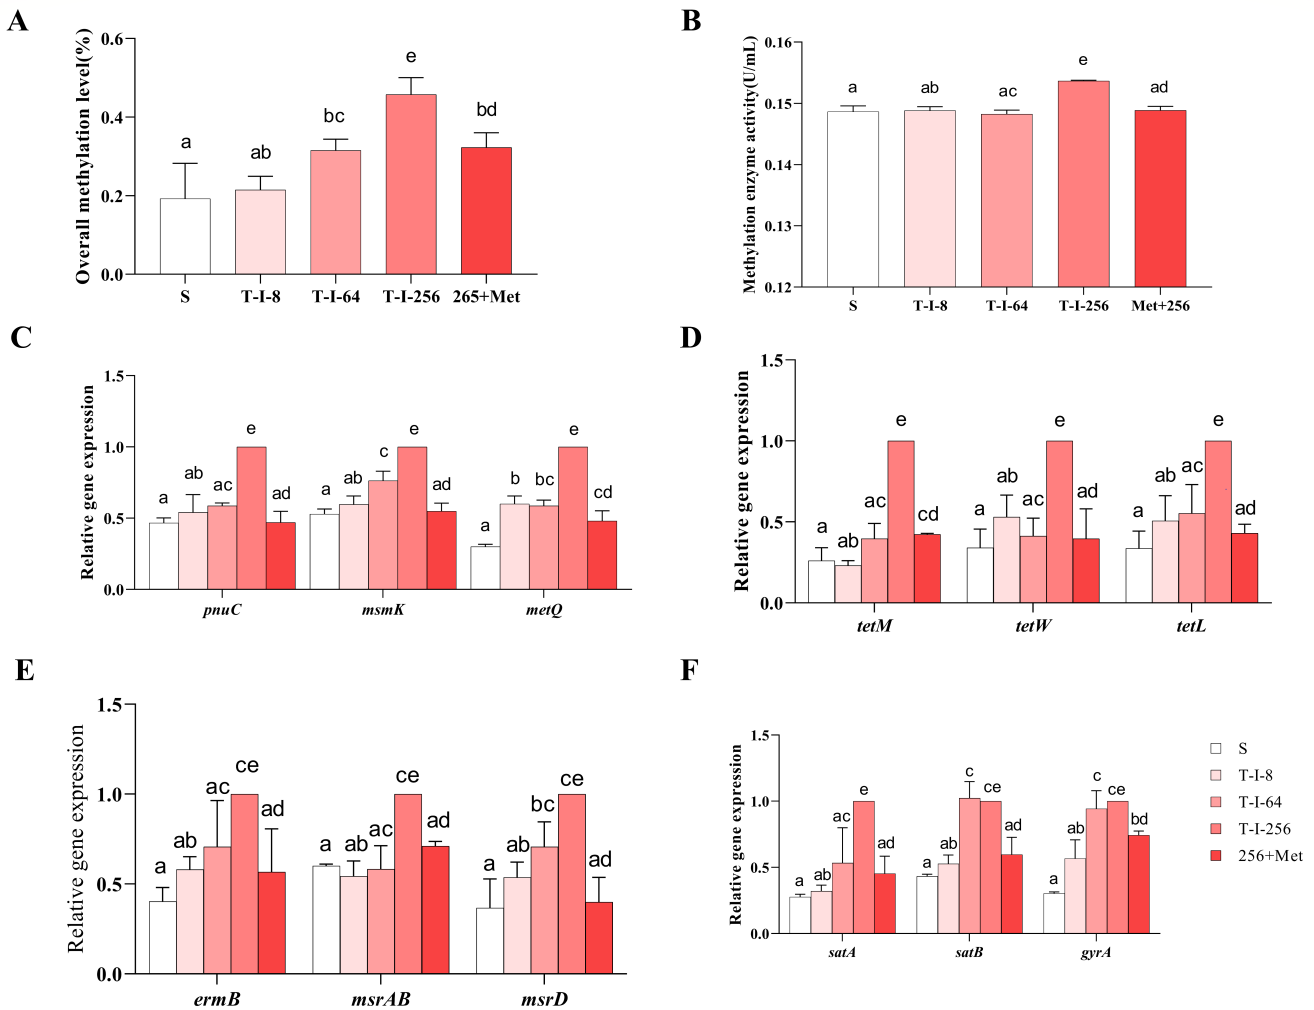 A
Overall methylation level(%)
0.6
0.4
0.2
0.0
a
ab
bc
e
bd
S
T-I-8
T-I-64
T-I-256
265+Met
B
Methylation enzyme activity(U/mL)
0.16
0.15
0.14
0.13
0.12
a
ab
ac
e
ad
S
T-I-8
T-I-64
T-I-256
Met+256
C
Relative gene expression
1.5
1.0
0.5
0.0
a
ab
ac
e
ad
a
ab
c
e
ad
a
b
bc
e
cd
pnuC
msmK
metQ
D
Relative gene expression
1.5
1.0
0.5
0.0
a
ab
ac
e
cd
a
ab
ac
e
ad
a
ab
ac
e
ad
tetM
tetW
tetL
E
Relative gene expression
1.5
1.0
0.5
0.0
a
ab
ac
ce
ad
a
ab
ac
ce
ad
a
ab
bc
ce
ad
ermB
msrAB
msrD
F
Relative gene expression
1.5
1.0
0.5
0.0
a
ab
ac
e
ad
a
ab
c
ce
ad
a
ab
c
ce
bd
satA
satB
gyrA
S
T-I-8
T-I-64
T-I-256
256+Met